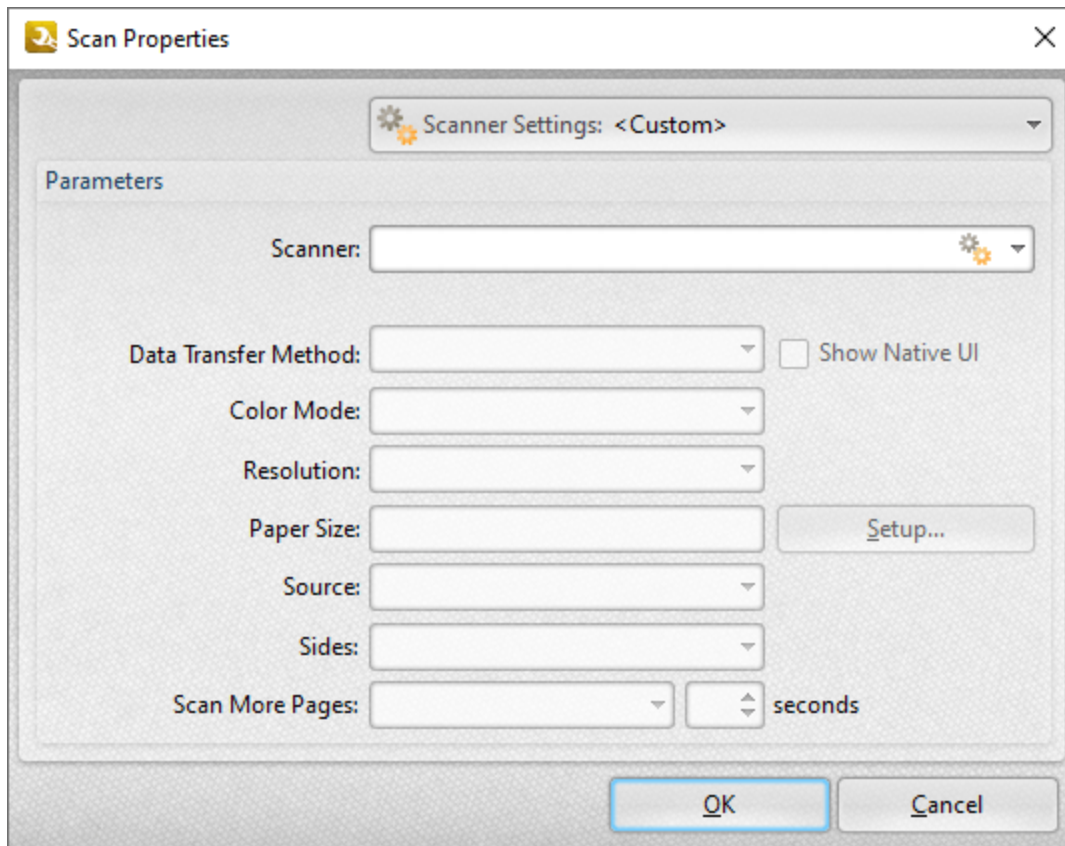 Scan Properties
Scanner Settings: <Custom>
Parameters
Scanner:
Data Transfer Method: Show Native UI
Color Mode:
Resolution:
Paper Size: Setup...
Source:
Sides:
Scan More Pages: seconds
OK Cancel